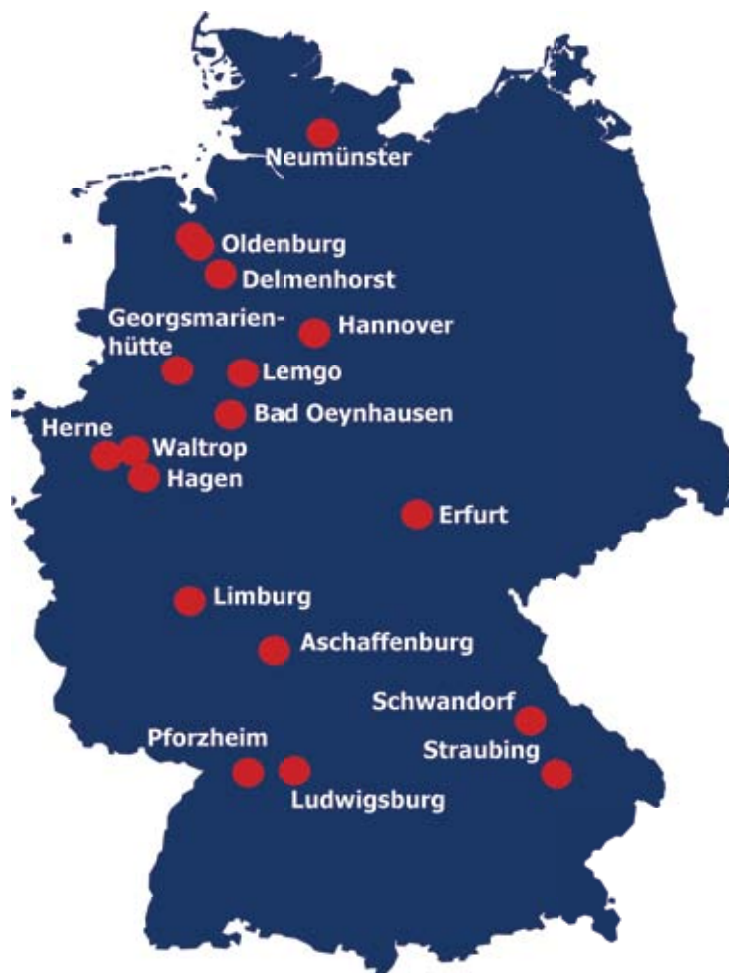 Neumünster
Oldenburg
Delmenhorst
Georgsmarien-
hütte
Hannover
Lemgo
Bad Oeynhausen
Herne
Waltrop
Hagen
Erfurt
Limburg
Aschaffenburg
Schwandorf
Straubing
Pforzheim
Ludwigsburg